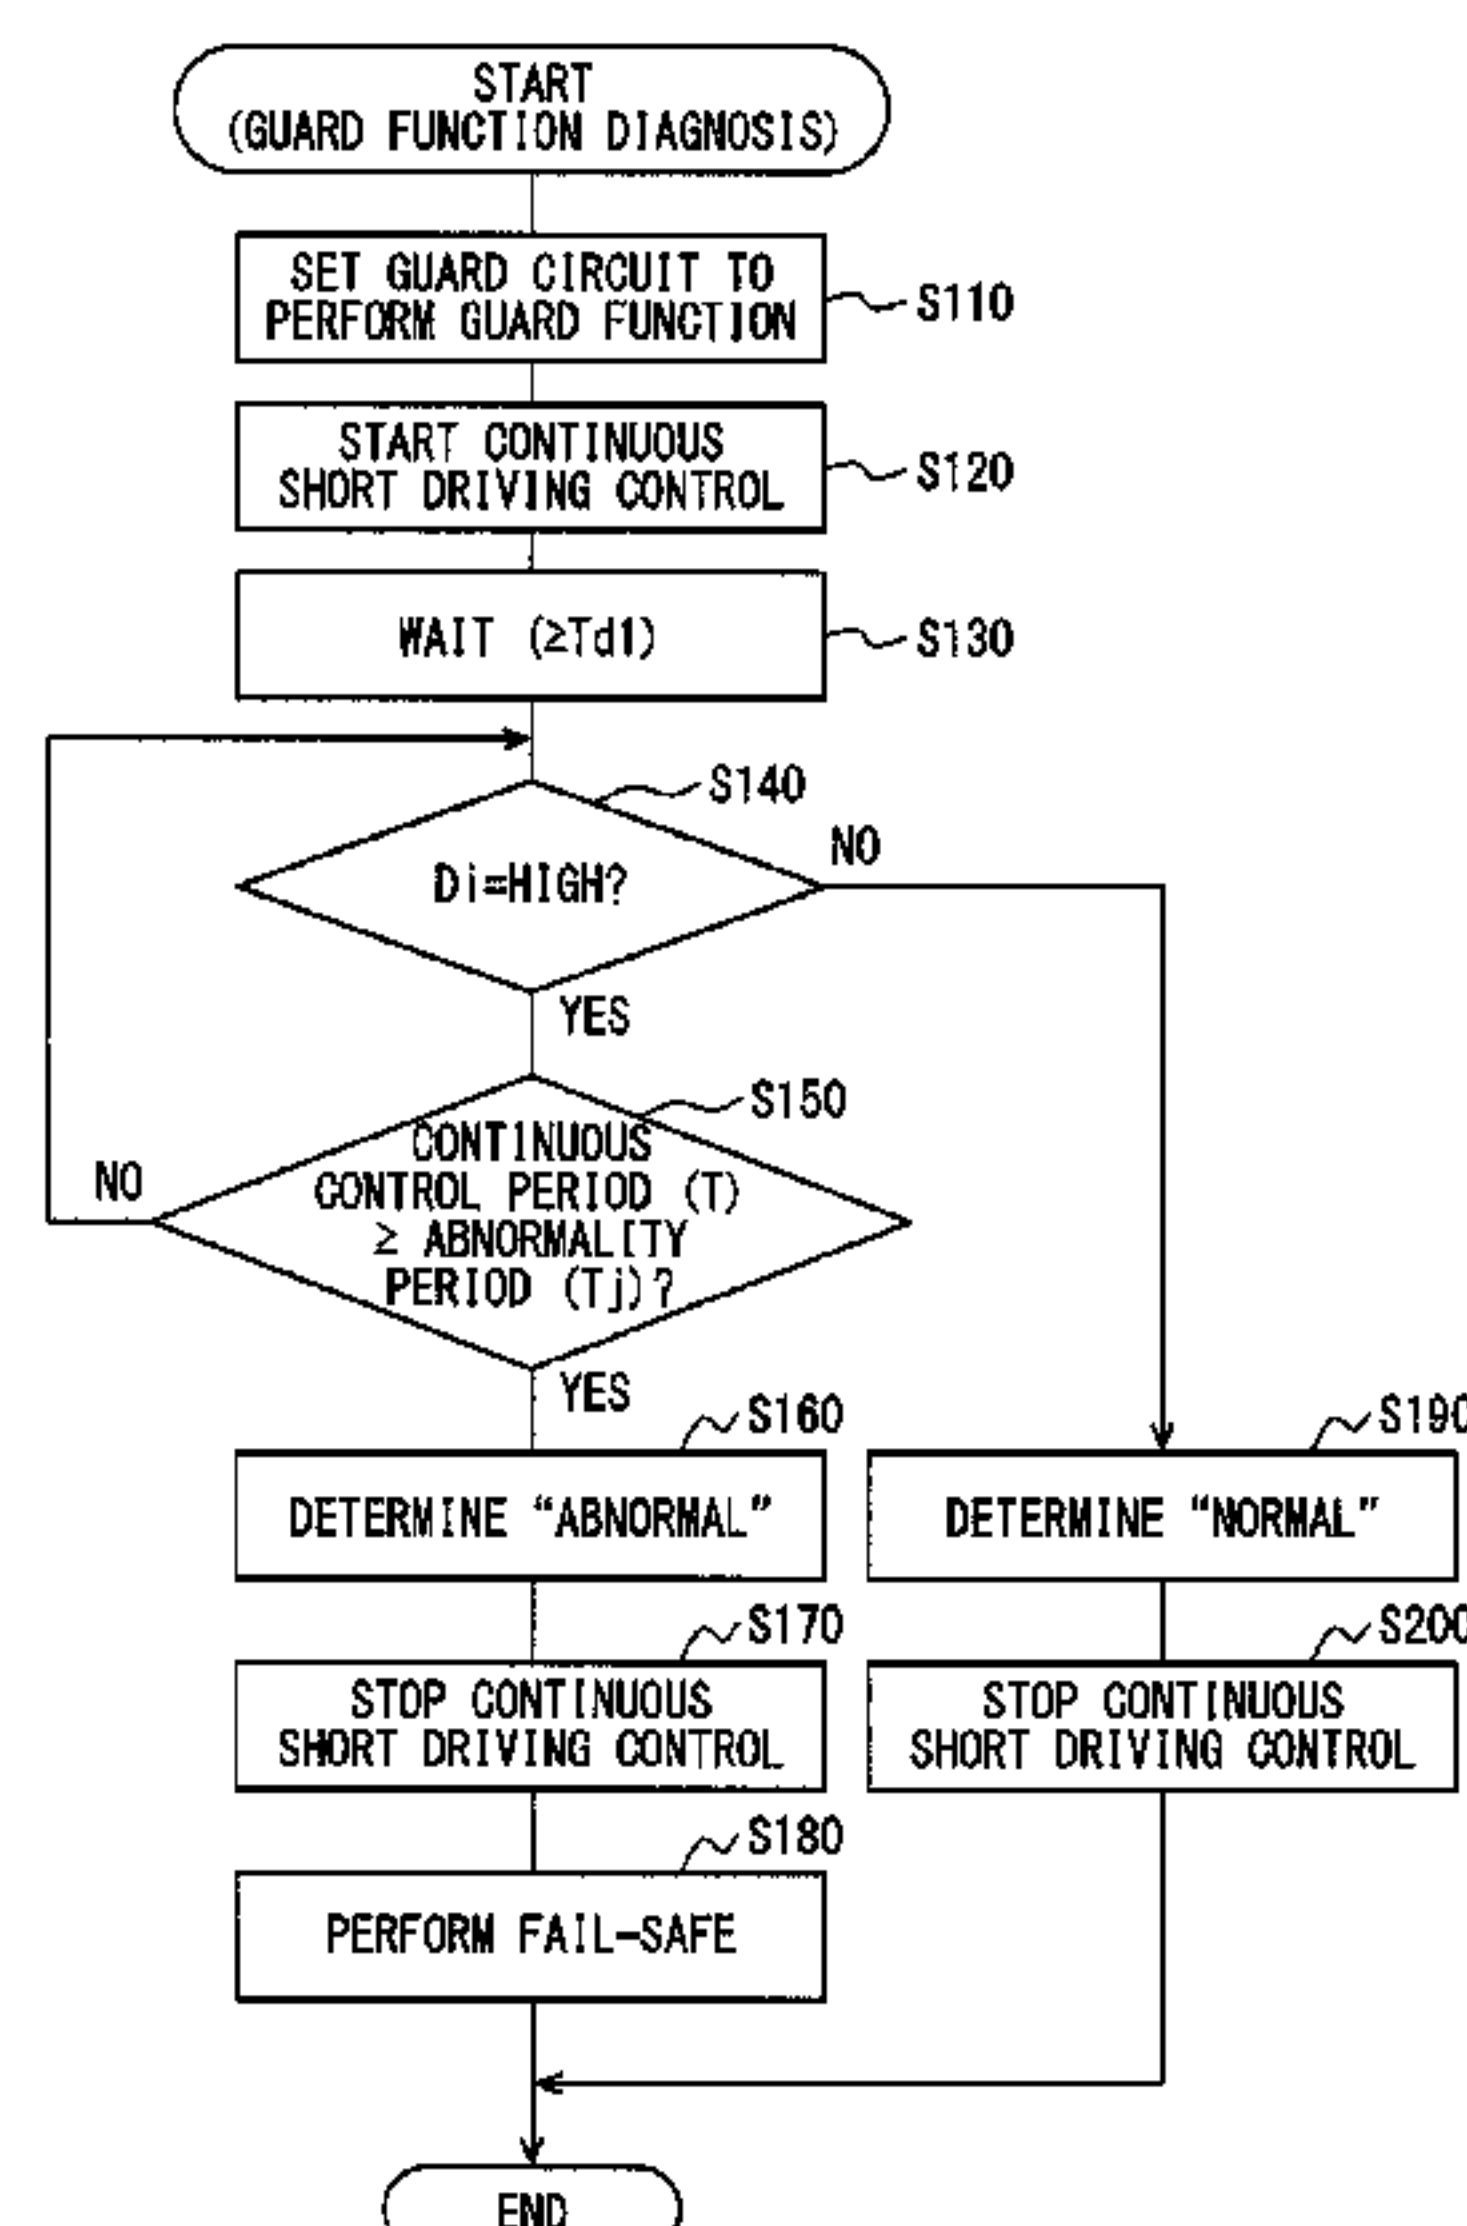 START
(GUARD FUNCTION DIAGNOSIS)
SET GUARD CIRCUIT TO
PERFORM GUARD FUNCTION
S110
START CONTINUOUS
SHORT DRIVING CONTROL
S120
WAIT (≥Td1)
S130
S140
Di=HIGH?
NO
YES
S150
CONTINUOUS
CONTROL PERIOD (T)
≥ ABNORMALITY
PERIOD (Tj)?
NO
YES
S160
DETERMINE “ABNORMAL”
S170
STOP CONTINUOUS
SHORT DRIVING CONTROL
S180
PERFORM FAIL-SAFE
S190
DETERMINE “NORMAL”
S200
STOP CONTINUOUS
SHORT DRIVING CONTROL
END